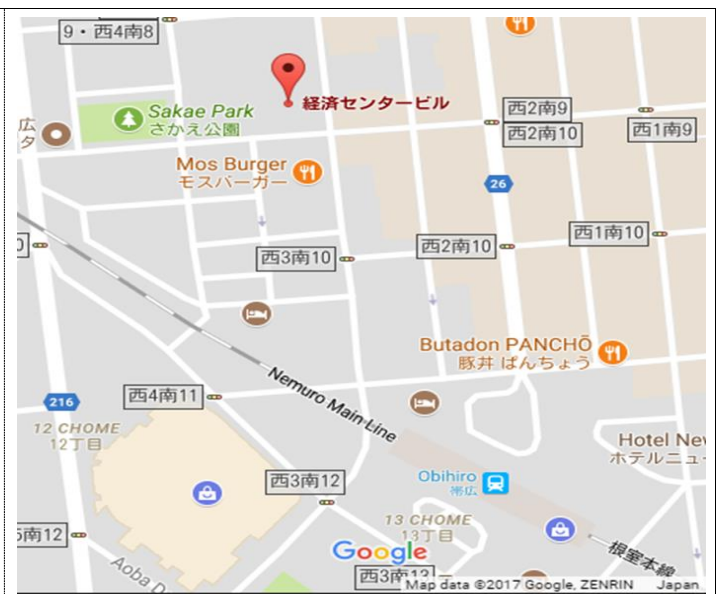 9・西4南8
経済センタービル
Sakae Park
さかえ公園
広
タ
西2南9
西2南10
西1南9
Mos Burger
モスバーガー
26
西3南10
西2南10
西1南10
Butadon PANCHŌ
豚丼 ぱんちょう
Nemuro Main Line
216
西4南11
12 CHOME
12丁目
Hotel New
ホテルニュー
西3南12
Obihiro
帯広
13 CHOME
13丁目
南12
Google
根室本線
Aoba D
西3南13
Map data ©2017 Google, ZENRIN Japan